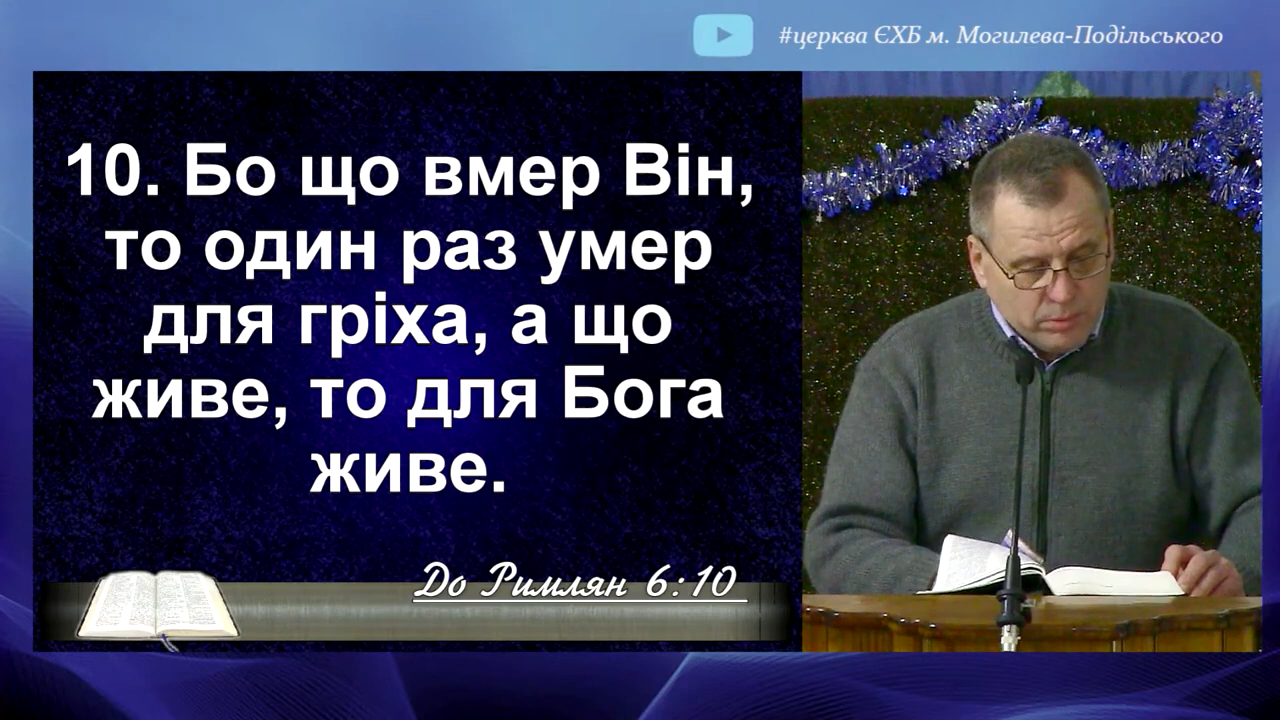 #церква ЄХБ м. Могилева-Подільського
10. Бо що вмер Він,
то один раз умер
для гріха, а що
живе, то для Бога
живе.
До Римлян 6:10